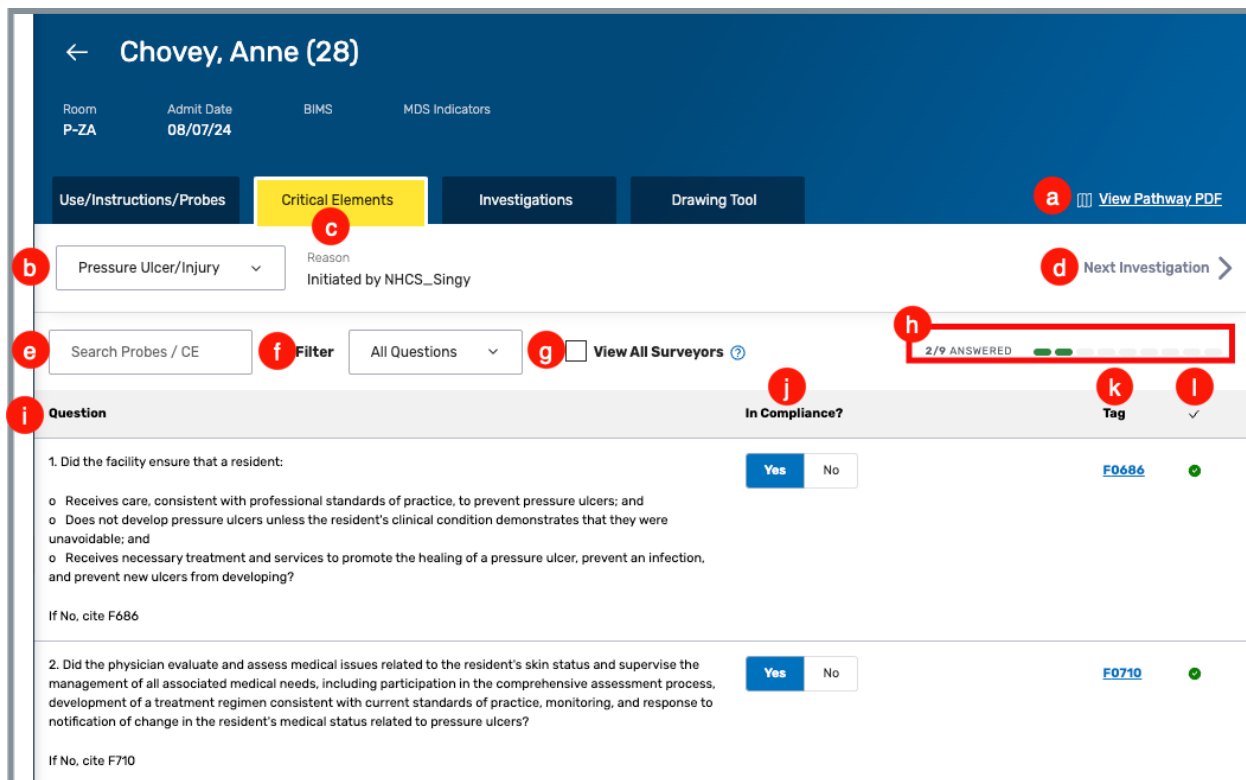 ← Chovey, Anne (28)
Room Admit Date BIMS MDS Indicators
P-ZA 08/07/24
Use/Instructions/Probes Critical Elements Investigations Drawing Tool a View Pathway PDF
c
b Pressure Ulcer/Injury Reason d Next Investigation
Initiated by NHCS_Singy
h
e Search Probes / CE f Filter All Questions g View All Surveyors ? 2/9 ANSWERED
j k l
i Question In Compliance? Tag ✓
1. Did the facility ensure that a resident: Yes No F0686
o Receives care, consistent with professional standards of practice, to prevent pressure ulcers; and
o Does not develop pressure ulcers unless the resident's clinical condition demonstrates that they were
unavoidable; and
o Receives necessary treatment and services to promote the healing of a pressure ulcer, prevent an infection,
and prevent new ulcers from developing?
If No, cite F686
2. Did the physician evaluate and assess medical issues related to the resident's skin status and supervise the Yes No F0710
management of all associated medical needs, including participation in the comprehensive assessment process,
development of a treatment regimen consistent with current standards of practice, monitoring, and response to
notification of change in the resident's medical status related to pressure ulcers?
If No, cite F710